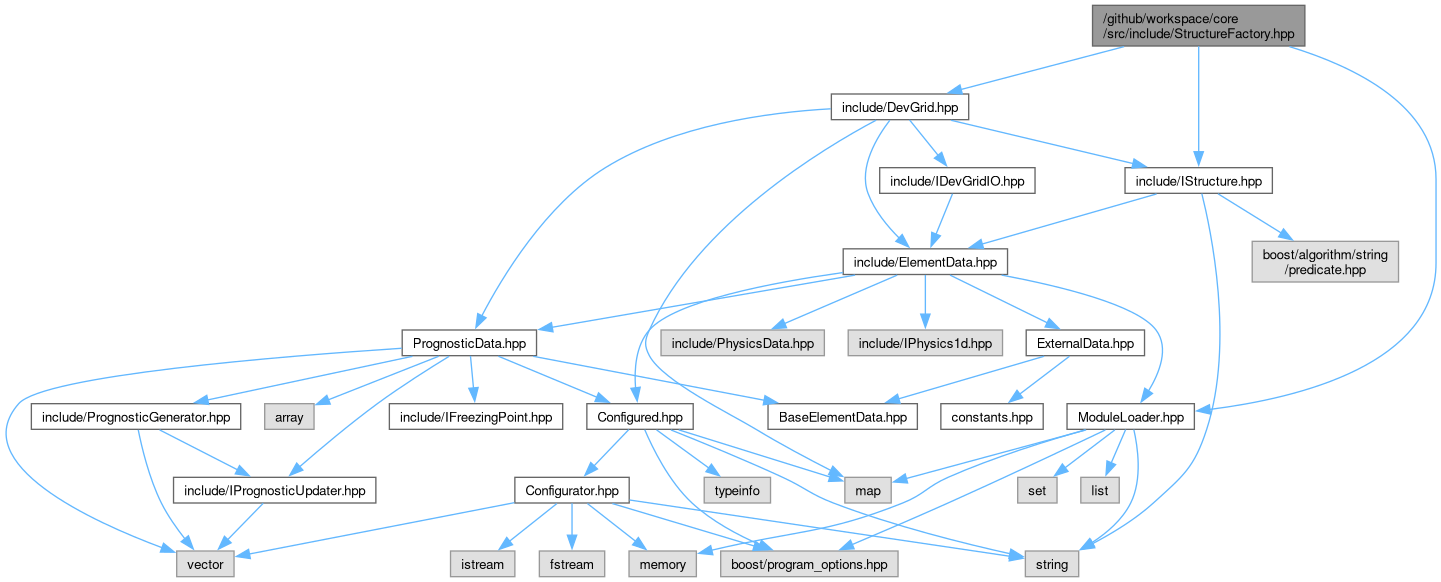 /github/workspace/core
/src/include/StructureFactory.hpp
include/DevGrid.hpp
include/IDevGridIO.hpp
include/IStructure.hpp
boost/algorithm/string
/predicate.hpp
include/ElementData.hpp
PrognosticData.hpp
include/PhysicsData.hpp
include/IPhysics1d.hpp
ExternalData.hpp
include/PrognosticGenerator.hpp
array
include/IFreezingPoint.hpp
Configured.hpp
BaseElementData.hpp
constants.hpp
ModuleLoader.hpp
include/IPrognosticUpdater.hpp
Configurator.hpp
typeinfo
map
set
list
vector
istream
fstream
memory
boost/program_options.hpp
string